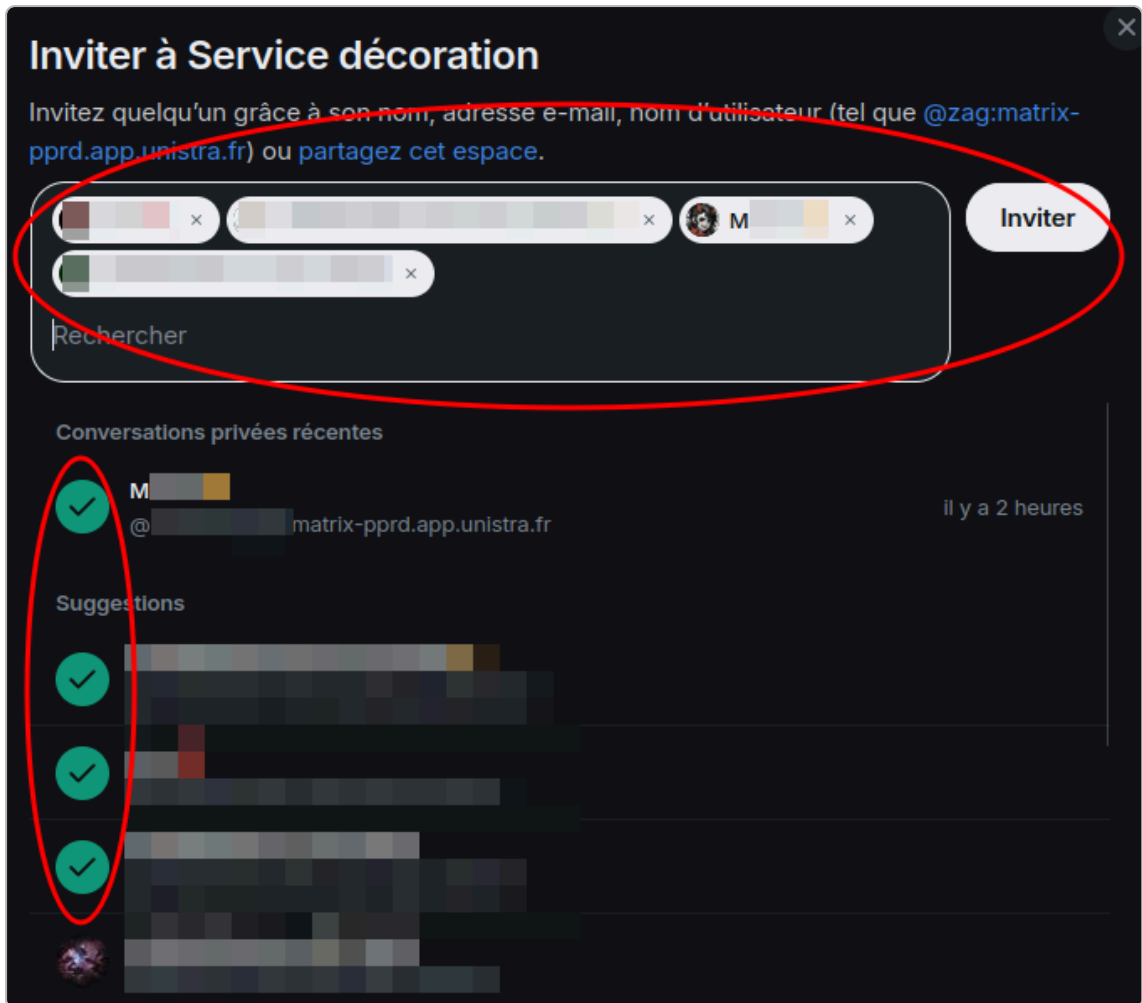 Inviter à Service décoration
Invitez quelqu’un grâce à son nom, adresse e-mail, nom d’utilisateur (tel que @zag:matrix-
pprd.app.unistra.fr) ou partagez cet espace.
M
Inviter
Rechercher
Conversations privées récentes
M
@ matrix-pprd.app.unistra.fr
il y a 2 heures
Suggestions